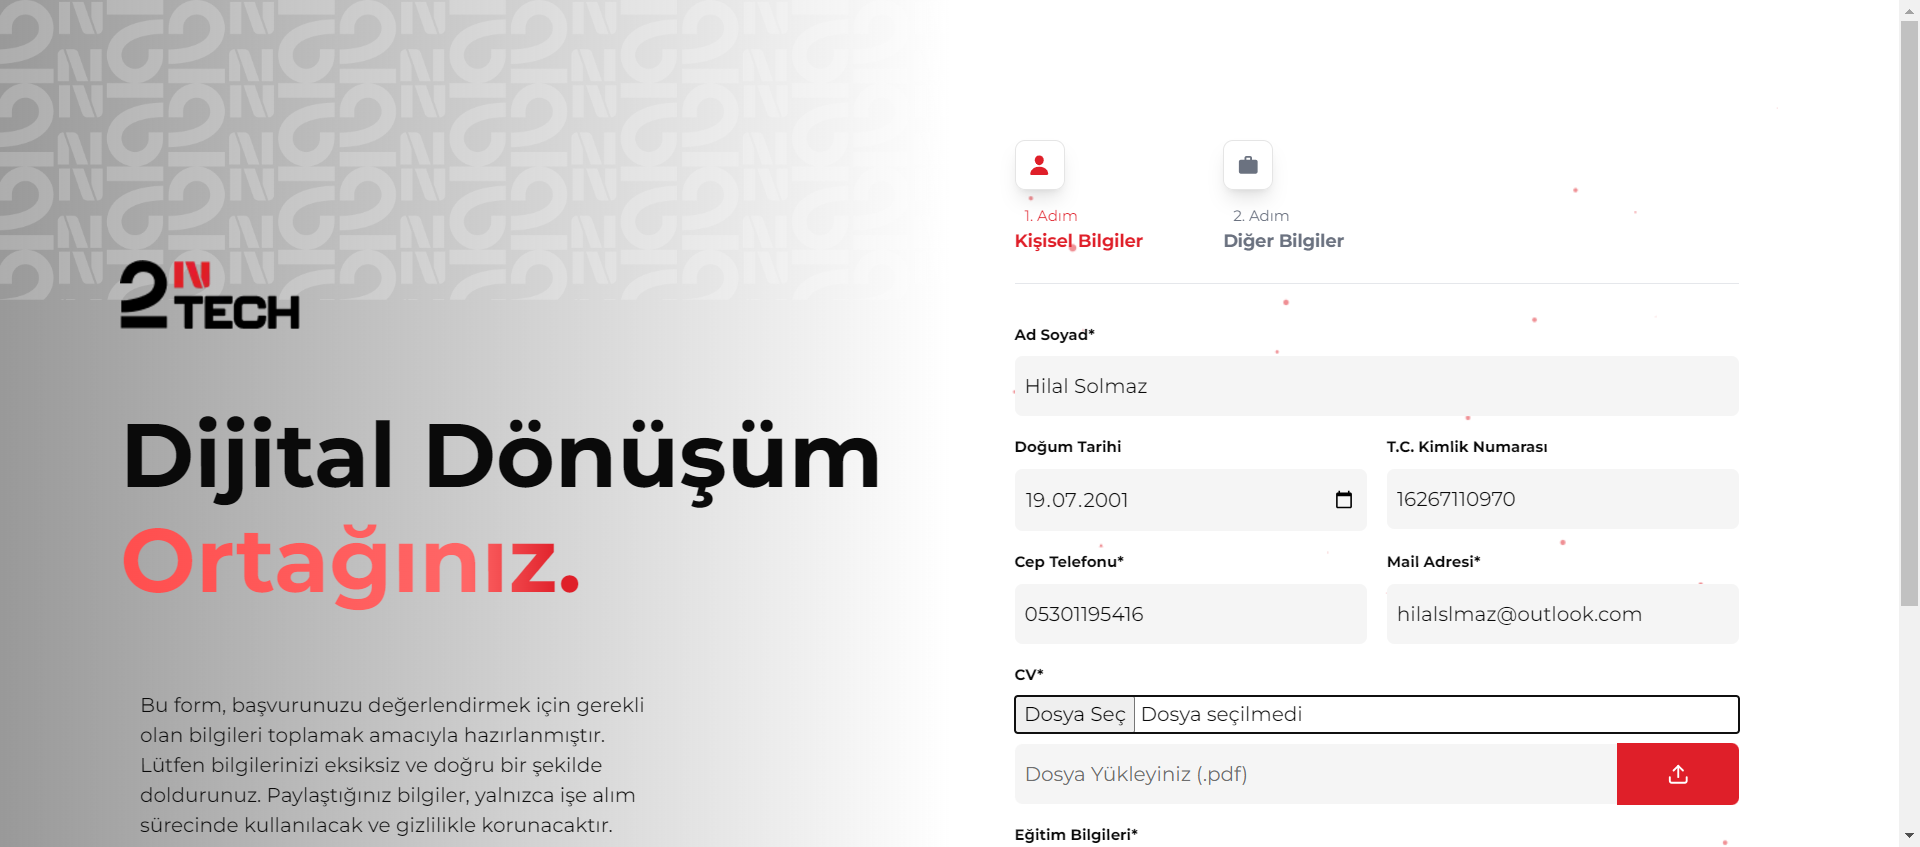 2N TECH
Dijital Dönüşüm
Ortağınız.
Bu form, başvurunuzu değerlendirmek için gerekli
olan bilgileri toplamak amacıyla hazırlanmıştır.
Lütfen bilgilerinizi eksiksiz ve doğru bir şekilde
doldurunuz. Paylaştığınız bilgiler, yalnızca işe alım
sürecinde kullanılacak ve gizlilikle korunacaktır.
1. Adım
Kişisel Bilgiler
2. Adım
Diğer Bilgiler
Ad Soyad*
Hilal Solmaz
Doğum Tarihi
19.07.2001
T.C. Kimlik Numarası
16267110970
Cep Telefonu*
05301195416
Mail Adresi*
hilalslmaz@outlook.com
CV*
Dosya Seç Dosya seçilmedi
Dosya Yükleyiniz (.pdf)
Eğitim Bilgileri*